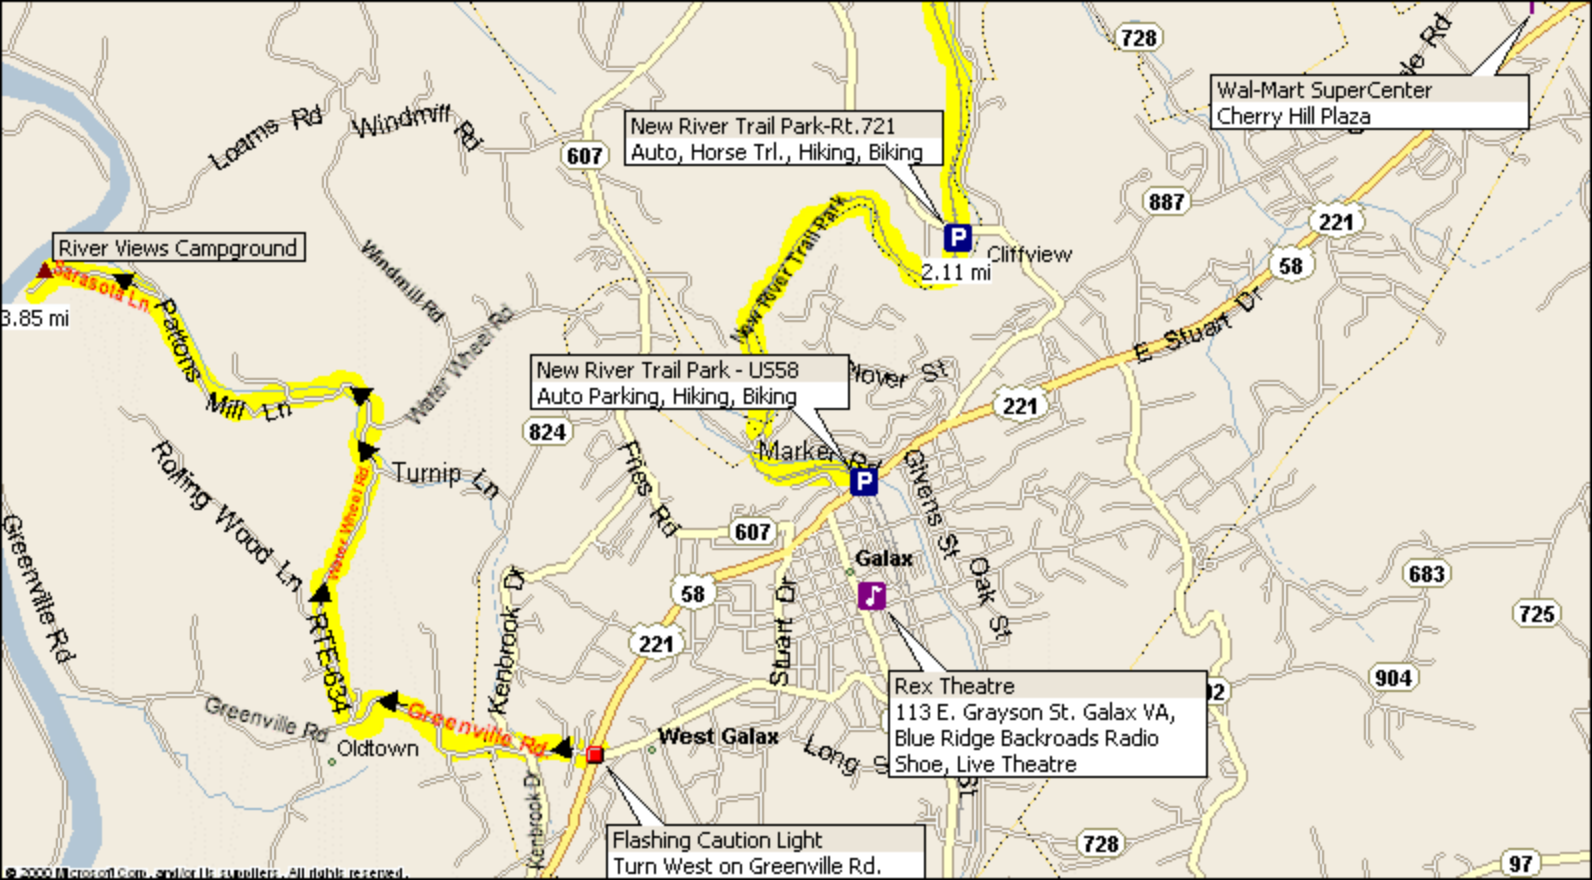 728
le Rd
Wal-Mart SuperCenter
Cherry Hill Plaza
Loams Rd
Windmill Rd
New River Trail Park-Rt.721
Auto, Horse Trl., Hiking, Biking
607
887
221
58
River Views Campground
Sarasota Ln
3.85 mi
Windmill Rd
New River Trail Park
Cliffview
2.11 mi
P
Pattons
Mill Ln
Water Wheel Rd
E Stuart Dr
New River Trail Park - US58
Auto Parking, Hiking, Biking
St
221
824
Market Rd
P
Givens St
Rolling Wood Ln
Turnip Ln
Fries Rd
Water Wheel Rd
607
Galax
Oak St
683
725
Greenville Rd
58
221
Kenbrook Dr
Stuart Dr
RTE-634
904
Rex Theatre
113 E. Grayson St. Galax VA,
Blue Ridge Backroads Radio
Shoe, Live Theatre
Greenville Rd
Greenville Rd
Oldtown
West Galax
Long S
St
Kenbrook Dr
Flashing Caution Light
Turn West on Greenville Rd.
728
97
© 2000 Microsoft Corp. and/or its suppliers. All rights reserved.